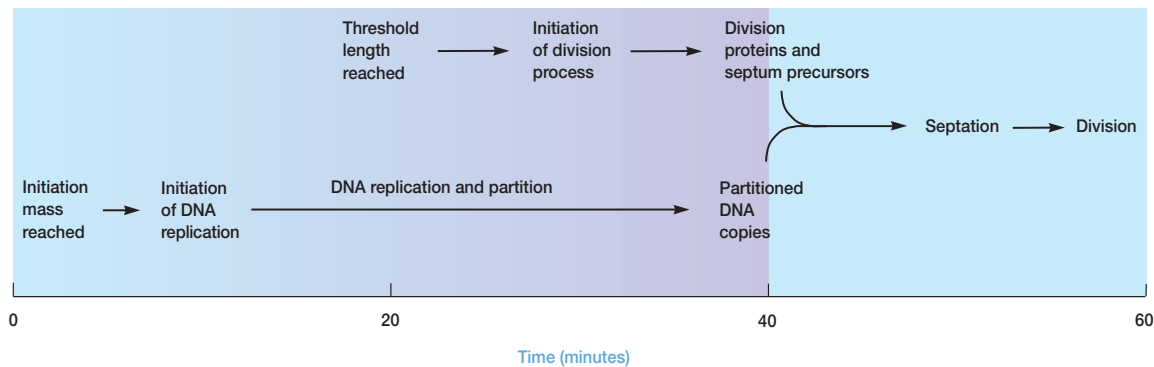 Threshold
length
reached
Initiation
of division
process
Division
proteins and
septum precursors
Septation
Division
Initiation
mass
reached
Initiation
of DNA
replication
DNA replication and partition
Partitioned
DNA
copies
0
20
40
60
Time (minutes)